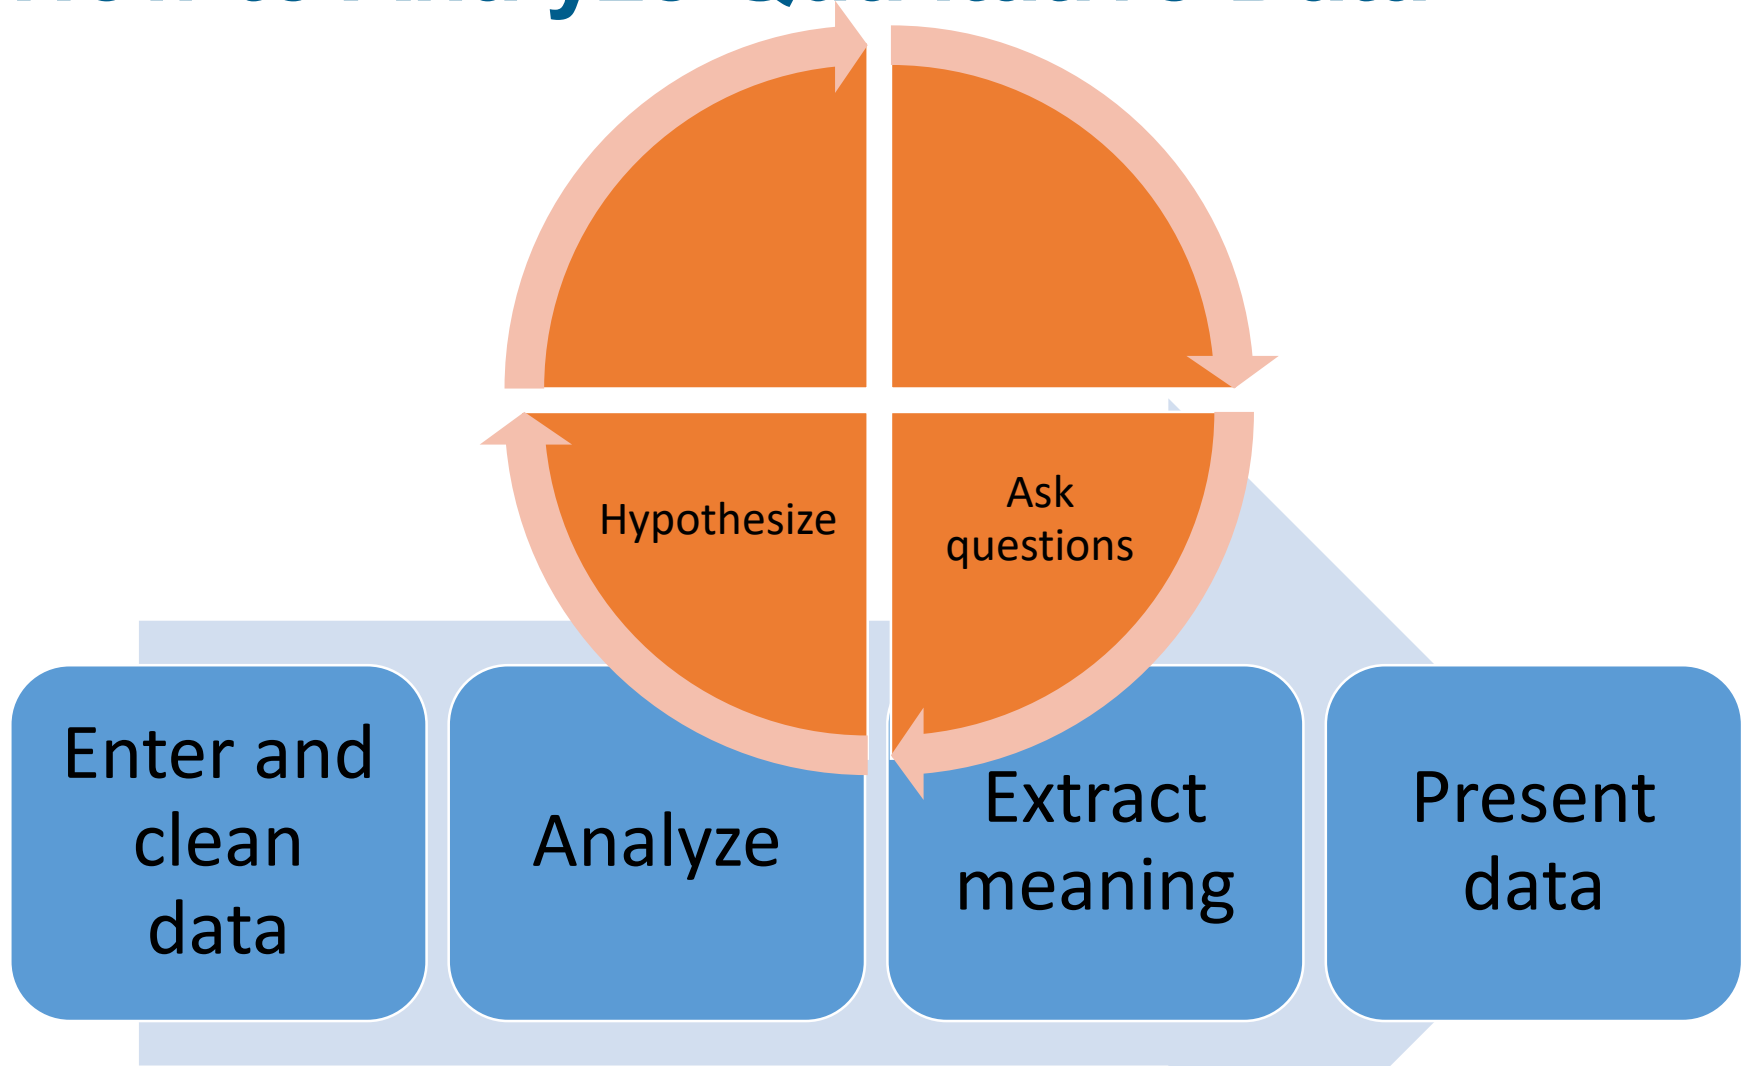 Hypothesize
Ask
questions
Enter and
clean
data
Analyze
Extract
meaning
Present
data